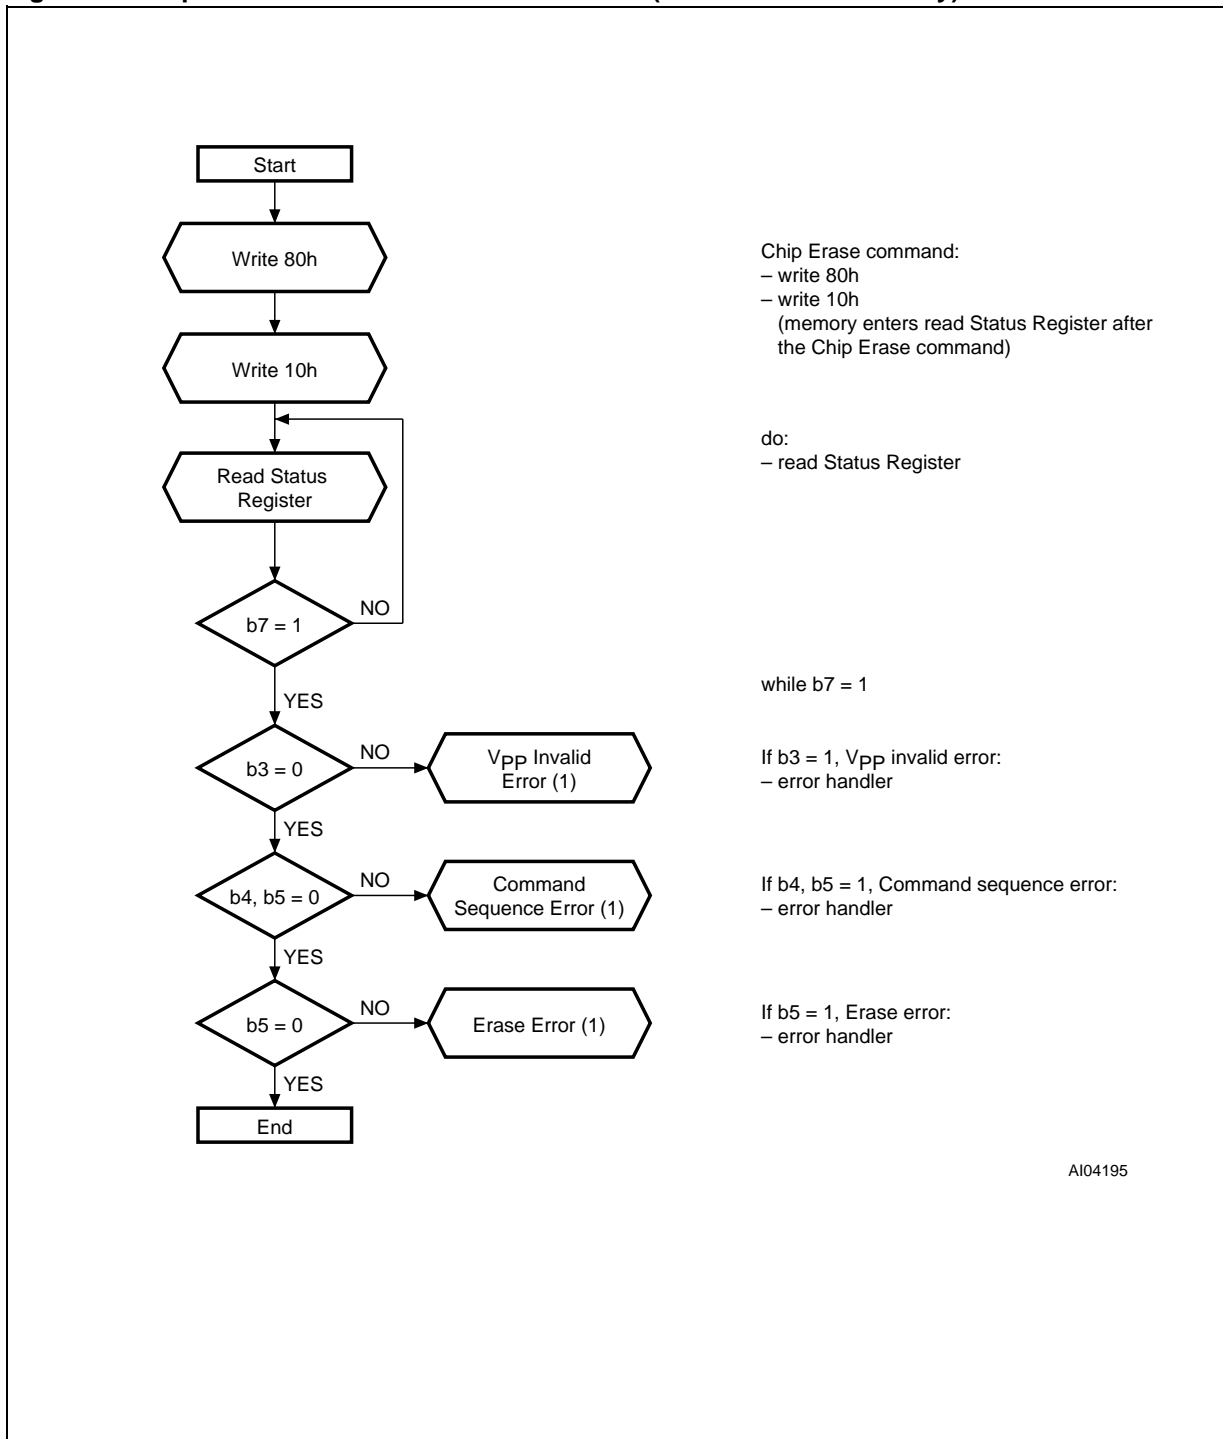 Start
Write 80h
Chip Erase command:
– write 80h
– write 10h
(memory enters read Status Register after
the Chip Erase command)
Write 10h
do:
– read Status Register
Read Status
Register
NO
b7 = 1
while b7 = 1
YES
NO
b3 = 0
VPP Invalid
Error (1)
If b3 = 1, VPP invalid error:
– error handler
YES
NO
b4, b5 = 0
Command
Sequence Error (1)
If b4, b5 = 1, Command sequence error:
– error handler
YES
NO
b5 = 0
Erase Error (1)
If b5 = 1, Erase error:
– error handler
YES
End
AI04195